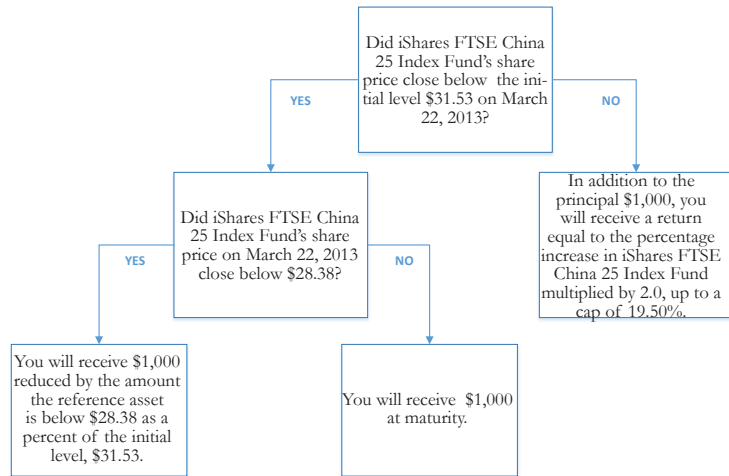 Did iShares FTSE China
25 Index Fund’s share
price close below the ini-
tial level $31.53 on March
22, 2013?
YES
NO
Did iShares FTSE China
25 Index Fund’s share
price on March 22, 2013
close below $28.38?
In addition to the
principal $1,000, you
will receive a return
equal to the percentage
increase in iShares FTSE
China 25 Index Fund
multiplied by 2.0, up to a
cap of 19.50%.
YES
NO
You will receive $1,000
reduced by the amount
the reference asset
is below $28.38 as a
percent of the initial
level, $31.53.
You will receive $1,000
at maturity.